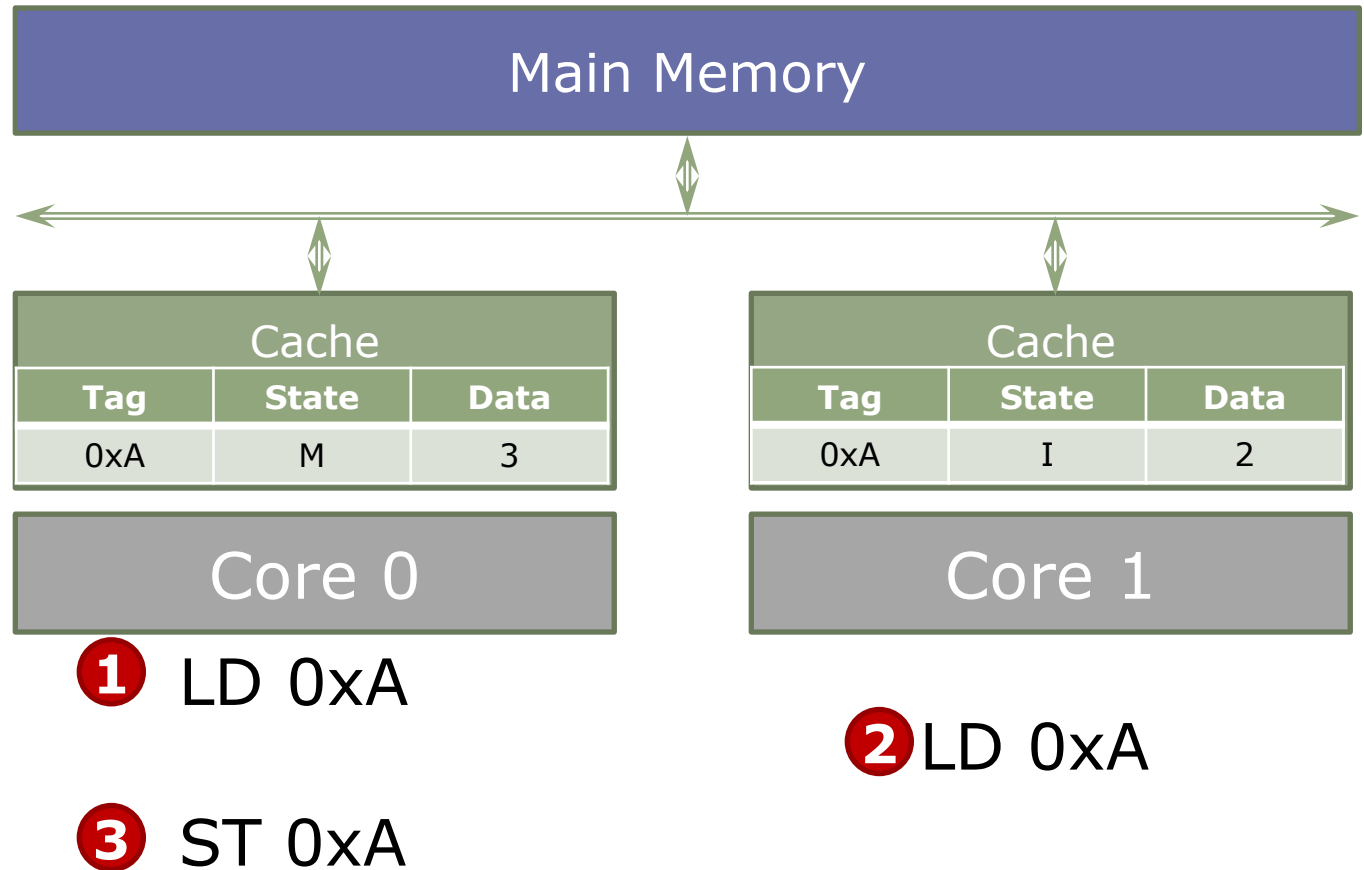 Main Memory
Cache
Tag State Data
0xA M 3
Core 0
Cache
Tag State Data
0xA I 2
Core 1
1 LD 0xA
2 LD 0xA
3 ST 0xA